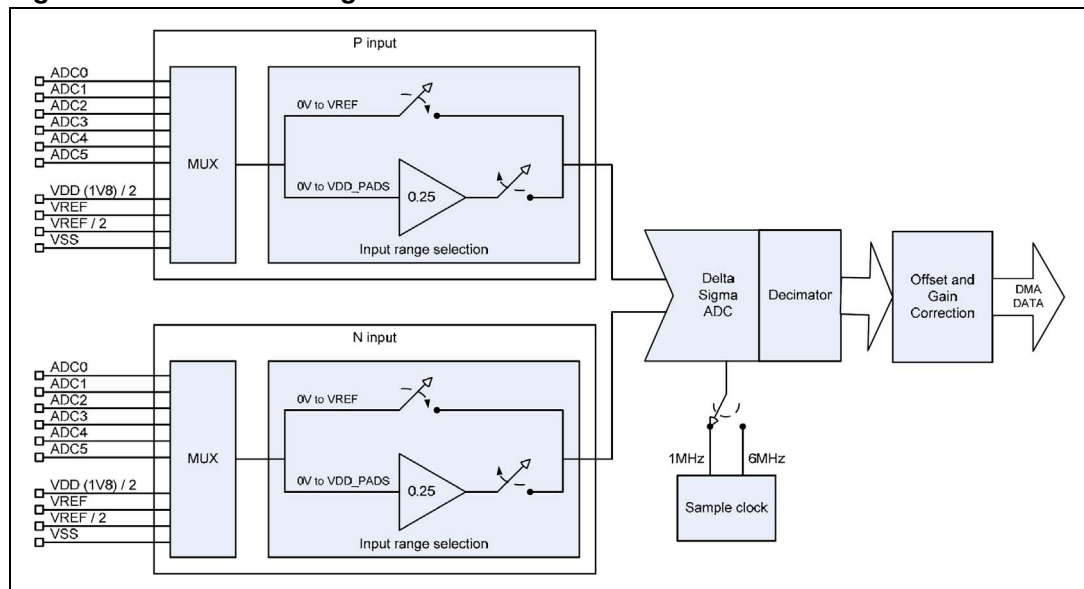 P input
ADC0
ADC1
ADC2
ADC3
ADC4
ADC5
VDD (1V8) / 2
VREF
VREF / 2
VSS
MUX
0V to VREF
0V to VDD_PADS
0.25
Input range selection
N input
ADC0
ADC1
ADC2
ADC3
ADC4
ADC5
VDD (1V8) / 2
VREF
VREF / 2
VSS
MUX
0V to VREF
0V to VDD_PADS
0.25
Input range selection
Delta
Sigma
ADC
Decimator
Offset and
Gain
Correction
DMA
DATA
1MHz
6MHz
Sample clock